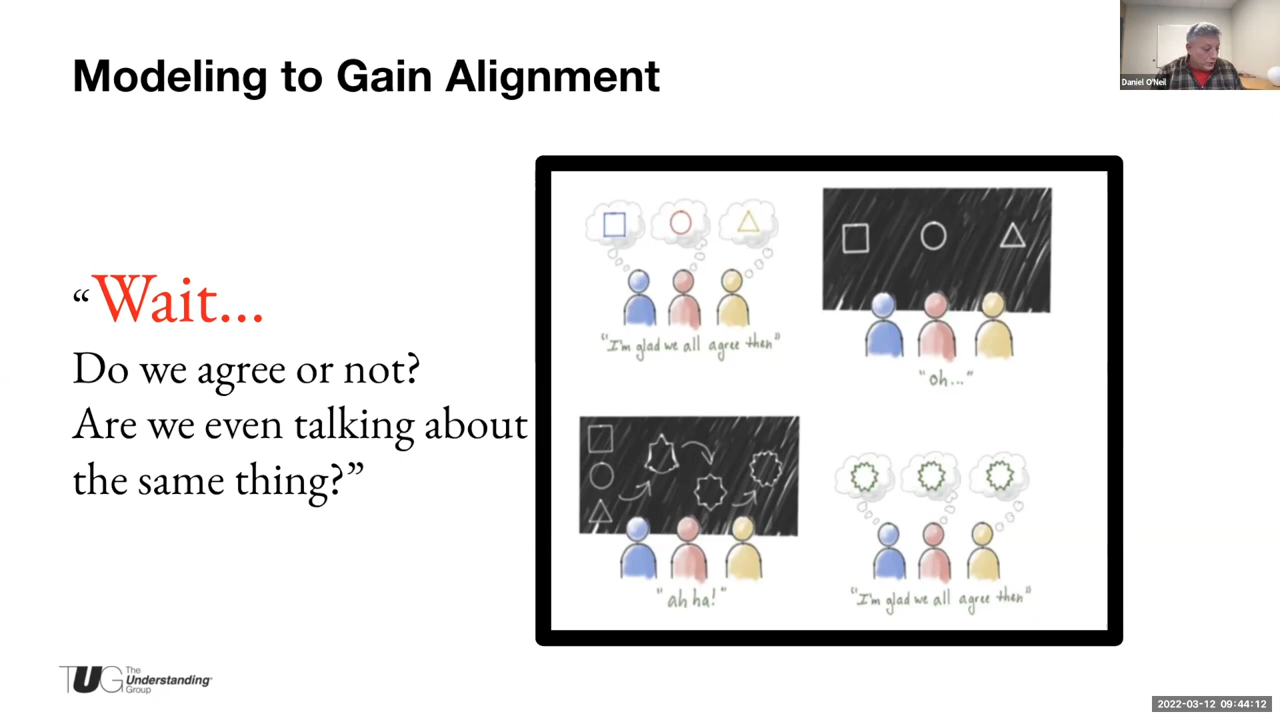 Modeling to Gain Alignment
Daniel O'Neil
“Wait...
Do we agree or not?
Are we even talking about
the same thing?”
"I'm glad we all agree then"
"oh..."
"ah ha!"
"I'm glad we all agree then"
TUG The
Understanding
Group
2022-03-12 09:44:12